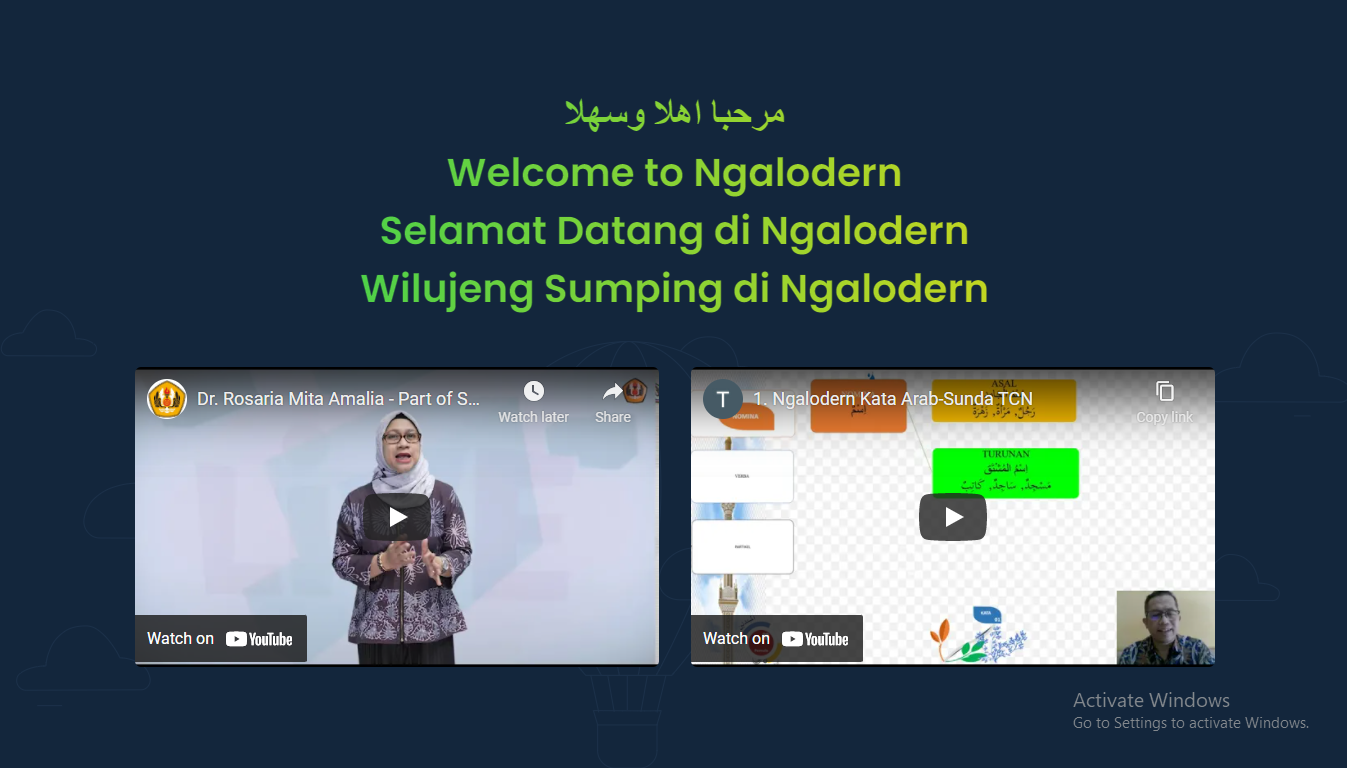 مرحبا اهلا وسهلا
Welcome to Ngalodern
Selamat Datang di Ngalodern
Wilujeng Sumping di Ngalodern
Dr. Rosaria Mita Amalia - Part of S...
Watch later
Share
Watch on YouTube
T
1. Ngalodern Kata Arab-Sunda TCN
Copy link
NOMINA
اِسْمٌ
ASAL
رَجُلٌ، مَرْأَةٌ، زَهْرَةٌ
VERBA
TURUNAN
اِسْمُ المُشْتَقّ
مَسْجِدٌ، سَاجِدٌ، كَاتِبٌ
PARTIKEL
KATA
01
Watch on YouTube
Activate Windows
Go to Settings to activate Windows.